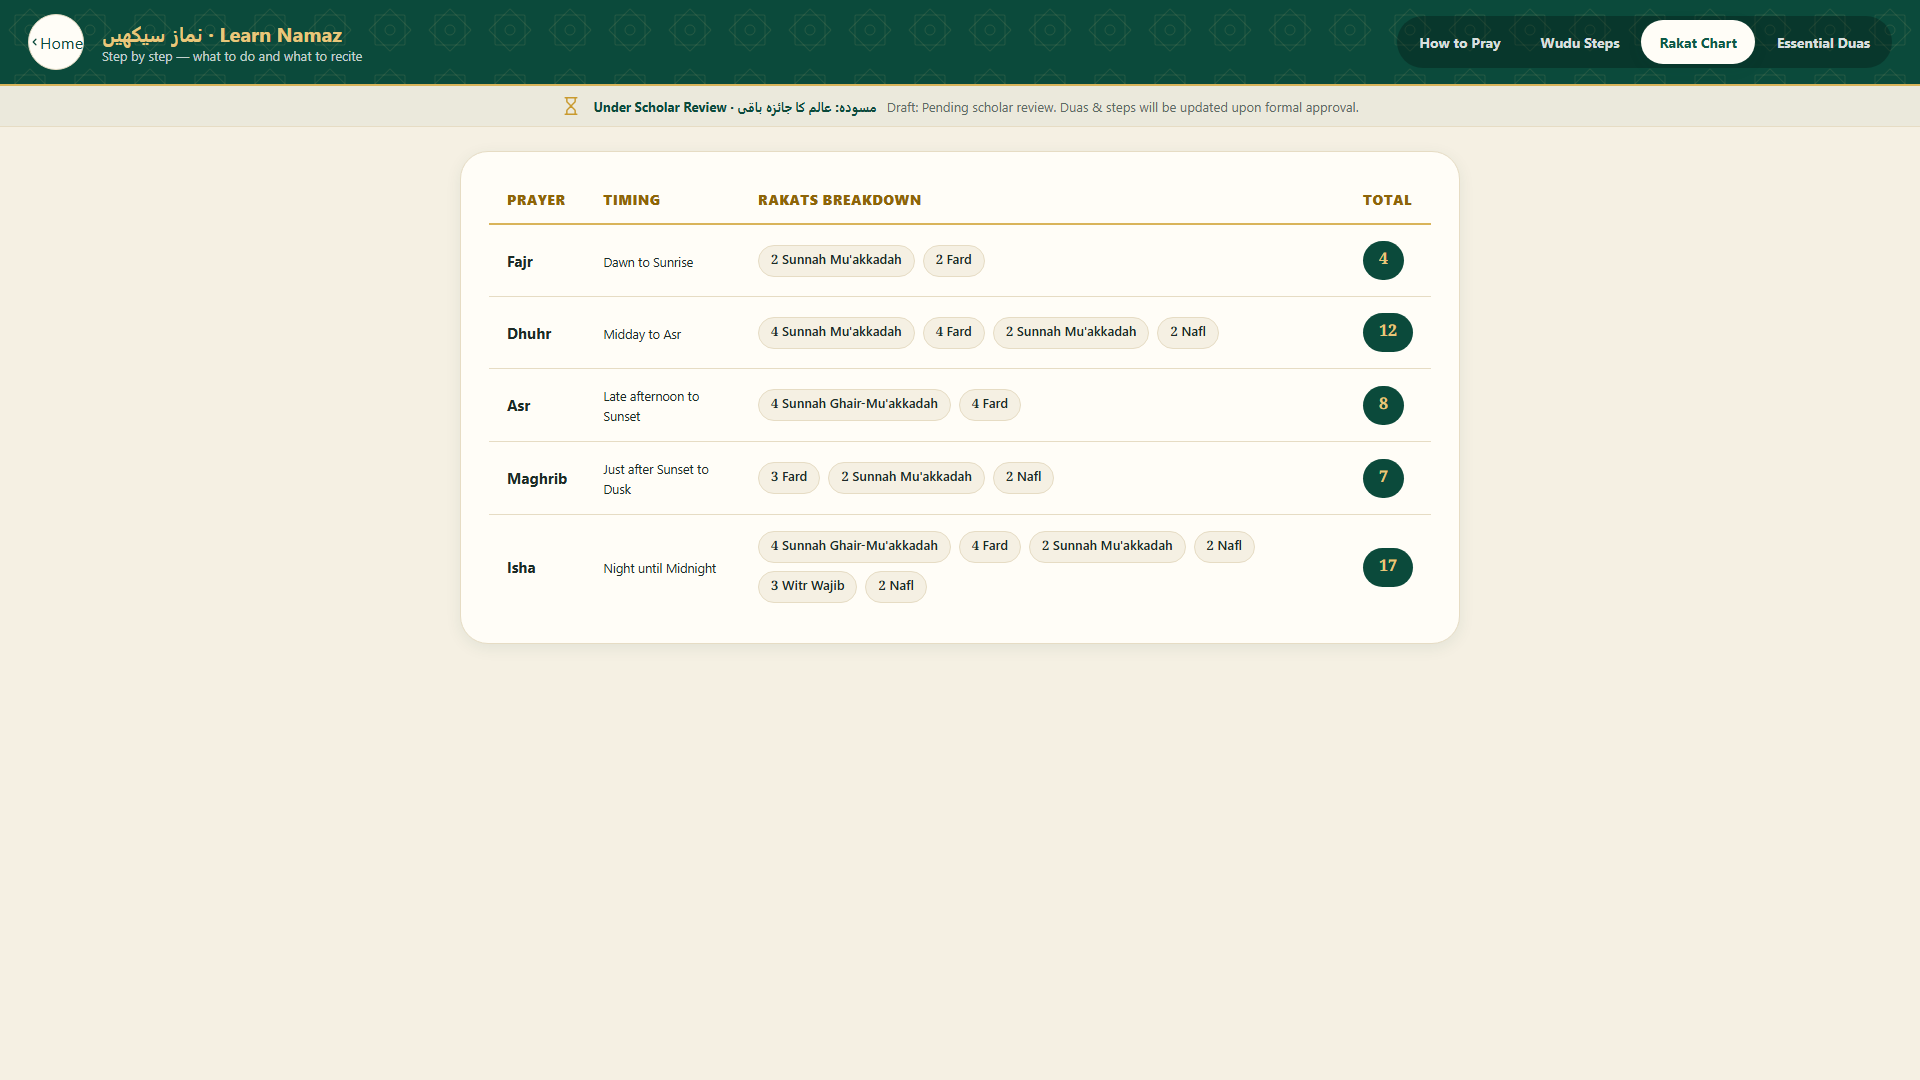 ‹ Home
نماز سیکھیں · Learn Namaz
Step by step — what to do and what to recite
How to Pray
Wudu Steps
Rakat Chart
Essential Duas
Under Scholar Review · مسودہ: عالم کا جائزہ باقی Draft: Pending scholar review. Duas & steps will be updated upon formal approval.
PRAYER TIMING RAKATS BREAKDOWN TOTAL
Fajr Dawn to Sunrise 2 Sunnah Mu'akkadah 2 Fard 4
Dhuhr Midday to Asr 4 Sunnah Mu'akkadah 4 Fard 2 Sunnah Mu'akkadah 2 Nafl 12
Asr Late afternoon to
Sunset 4 Sunnah Ghair-Mu'akkadah 4 Fard 8
Maghrib Just after Sunset to
Dusk 3 Fard 2 Sunnah Mu'akkadah 2 Nafl 7
Isha Night until Midnight 4 Sunnah Ghair-Mu'akkadah 4 Fard 2 Sunnah Mu'akkadah 2 Nafl
3 Witr Wajib 2 Nafl 17